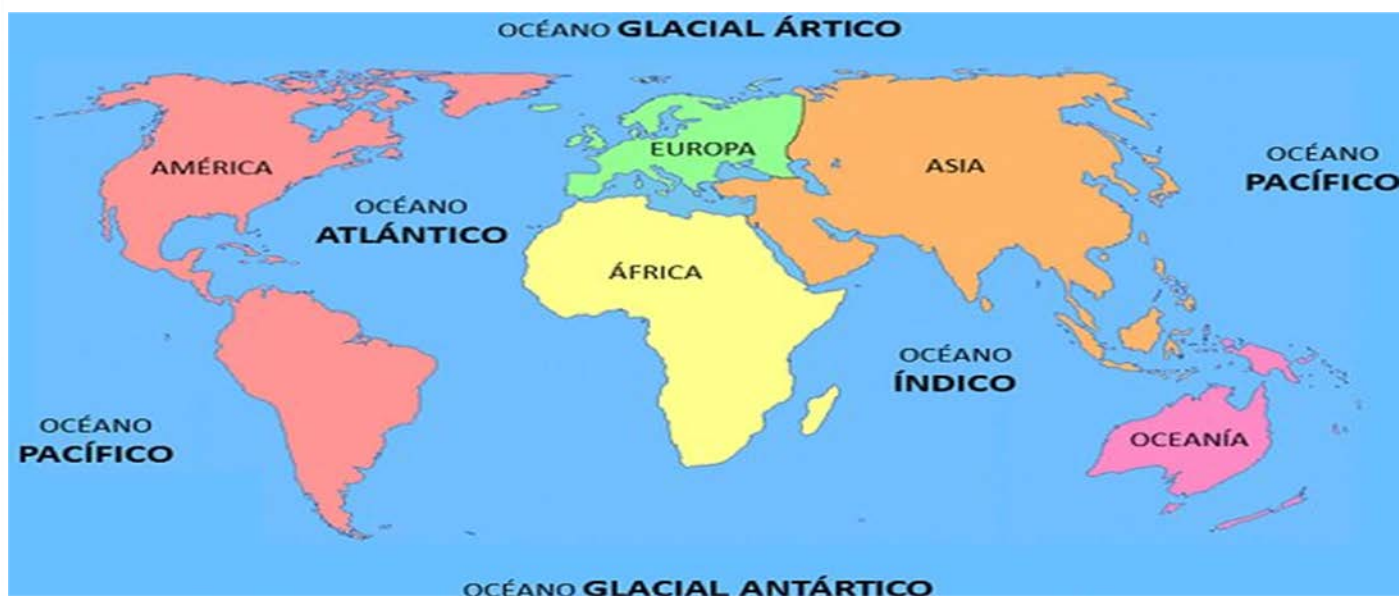 OCÉANO GLACIAL ÁRTICO
AMÉRICA
EUROPA
ASIA
OCÉANO
PACÍFICO
OCÉANO
ATLÁNTICO
ÁFRICA
OCÉANO
ÍNDICO
OCÉANO
PACÍFICO
OCEANÍA
OCÉANO GLACIAL ANTÁRTICO